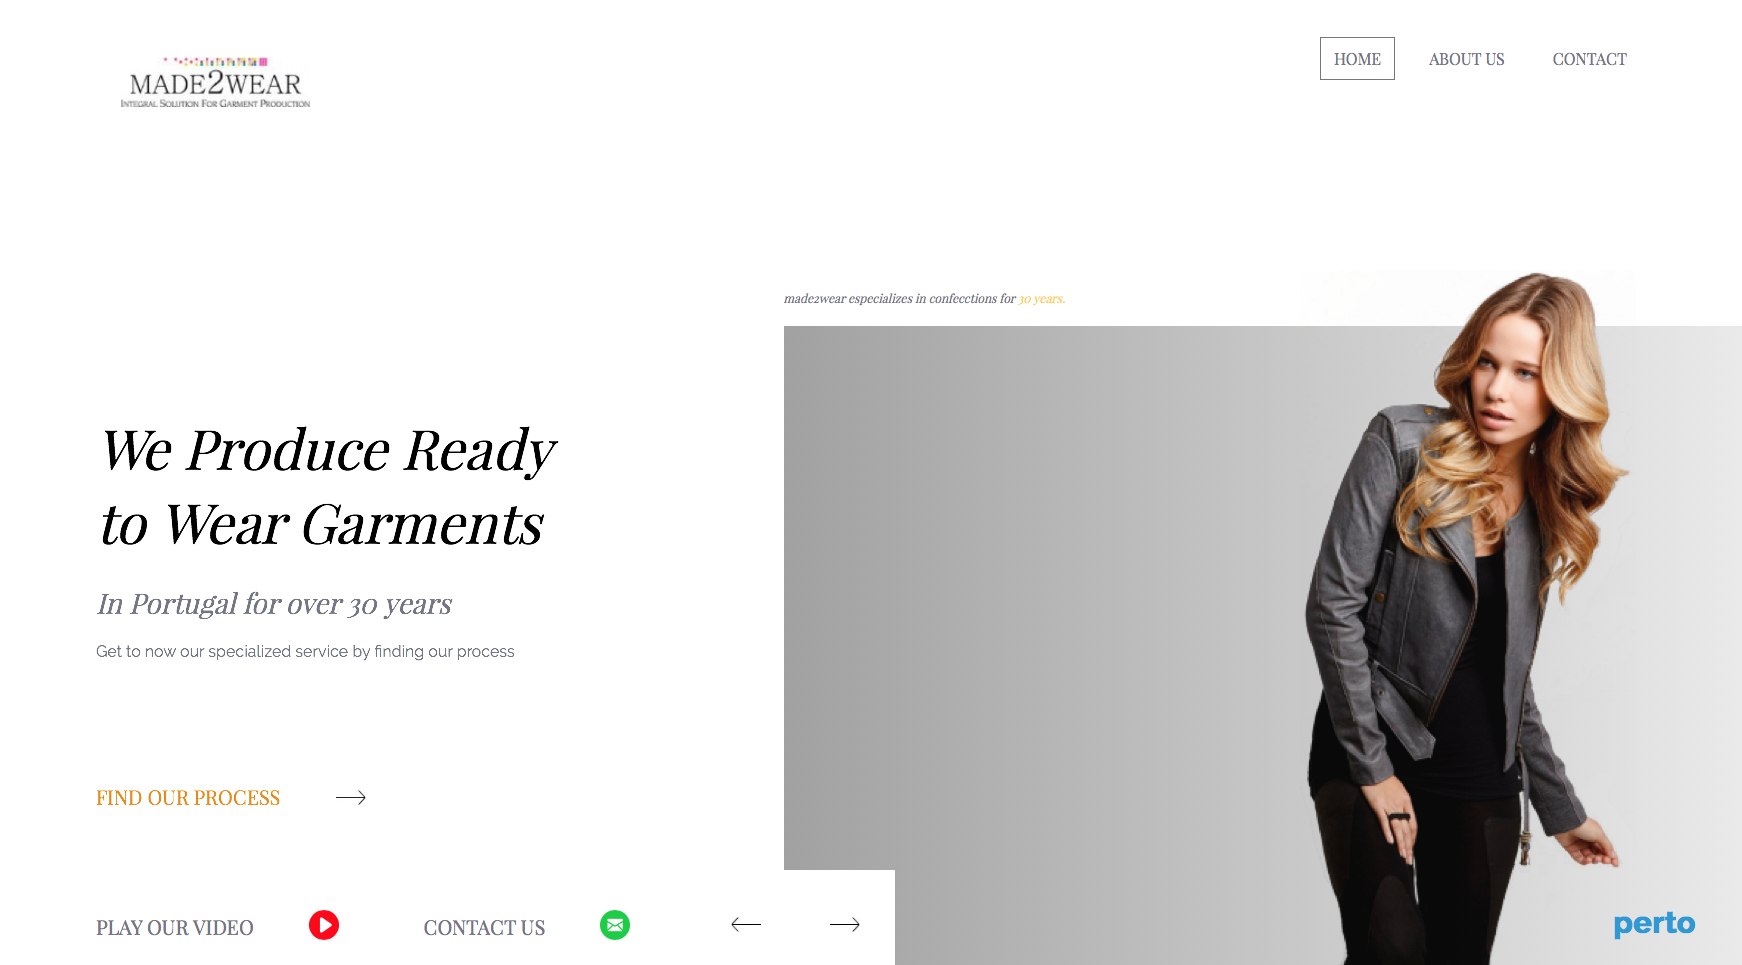 MADE2WEAR
INTEGRAL SOLUTION FOR GARMENT PRODUCTION
HOME
ABOUT US
CONTACT
made2wear especializes in confecctions for 30 years.
We Produce Ready
to Wear Garments
In Portugal for over 30 years
Get to now our specialized service by finding our process
FIND OUR PROCESS
PLAY OUR VIDEO
CONTACT US
perto